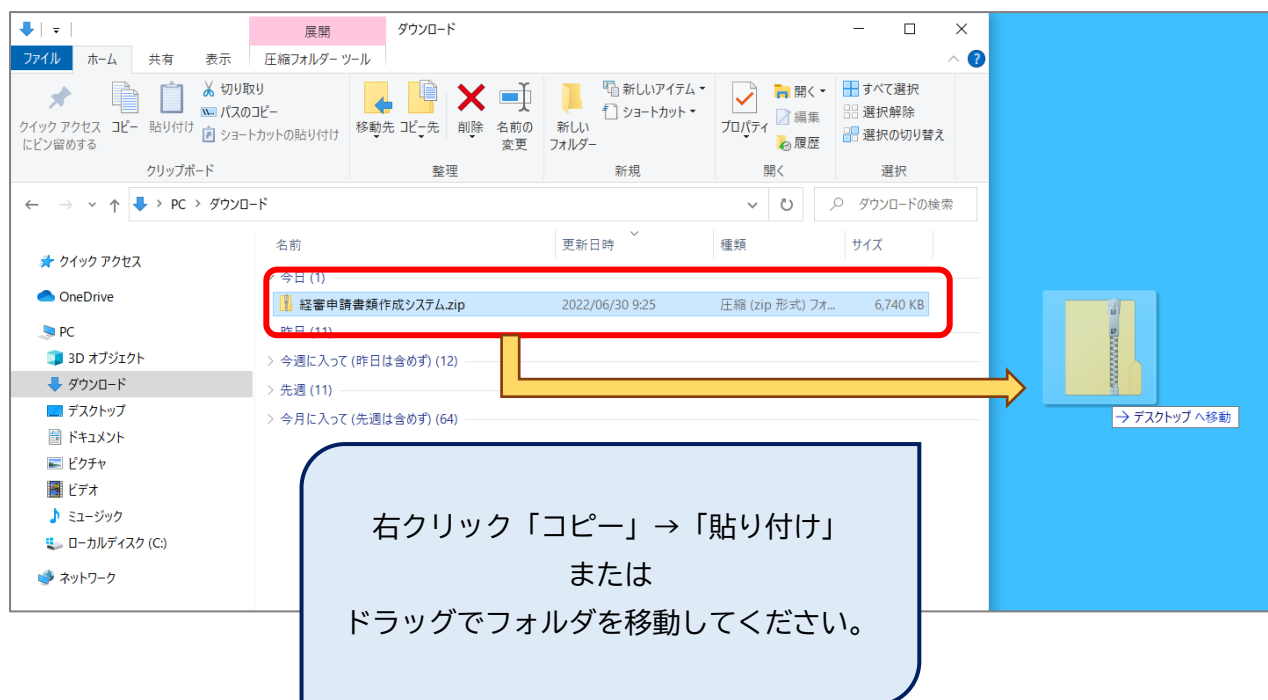 展開
ダウンロード
ファイル
ホーム
共有
表示
圧縮フォルダー ツール
クイック アクセス
にピン留めする
コピー
貼り付け
切り取り
パスのコピー
ショートカットの貼り付け
クリップボード
移動先
コピー先
削除
名前の
変更
整理
新しい
フォルダー
新しいアイテム
ショートカット
新規
プロパティ
開く
編集
履歴
開く
すべて選択
選択解除
選択の切り替え
選択
PC > ダウンロード
ダウンロードの検索
名前
更新日時
種類
サイズ
クイック アクセス
OneDrive
PC
3D オブジェクト
ダウンロード
デスクトップ
ドキュメント
ピクチャ
ビデオ
ミュージック
ローカルディスク (C:)
ネットワーク
今日 (1)
経審申請書類作成システム.zip 2022/06/30 9:25 圧縮 (zip 形式) フォ... 6,740 KB
昨日 (11)
今週に入って (昨日は含めず) (12)
先週 (11)
今月に入って (先週は含めず) (64)
→ デスクトップ へ移動
右クリック「コピー」→「貼り付け」
または
ドラッグでフォルダを移動してください。